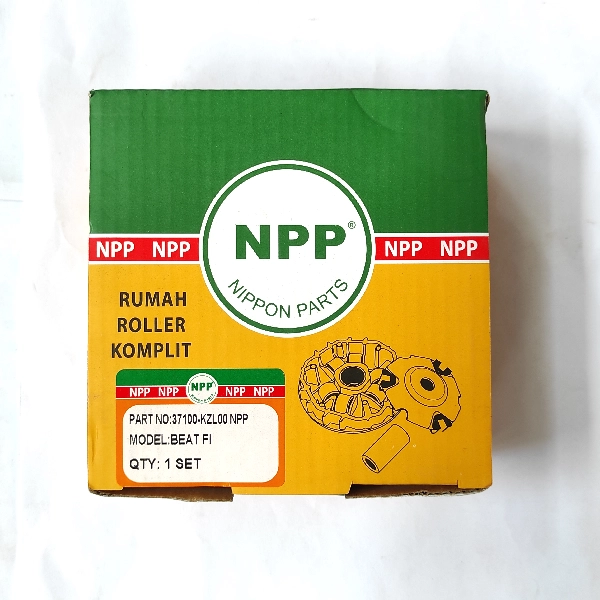 NPP®
NIPPON PARTS
NPP NPP
NPP NPP
RUMAH
ROLLER
KOMPLIT
NPP NPP NPP NPP NPP
PART NO:37100-KZL00 NPP
MODEL:BEAT FI
QTY: 1 SET